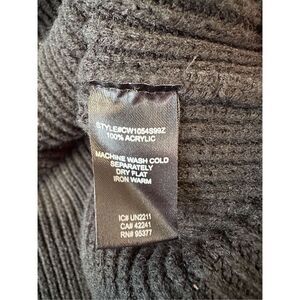 STYLE#CW1054S99Z
100% ACRYLIC
MACHINE WASH COLD
SEPARATELY
DRY FLAT
IRON WARM
IC# UN2211
CA# 42241
RN# 95377